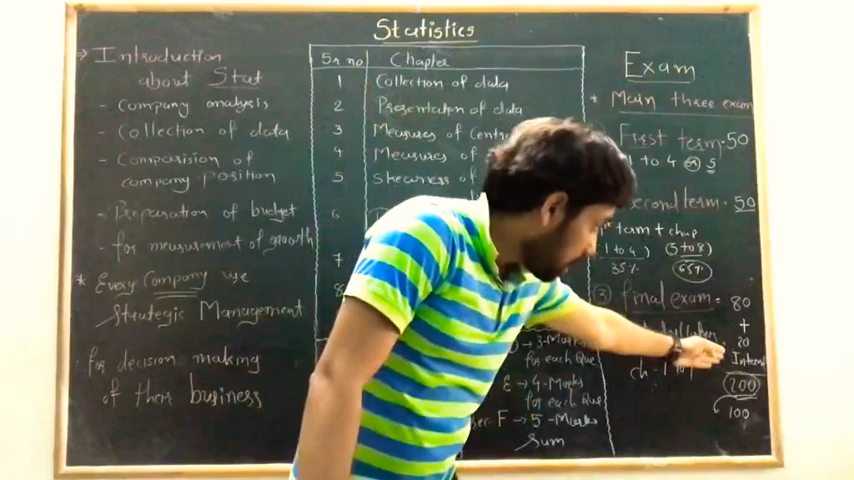 Statistics
⇒ Introduction
about Stat
- Company analysis
- Collection of data
- Comparision of
company position
- Preparation of budget
- for measurement of growth
* Every Company use
Strategic Management
for decision making
of their business
Sr no Chapter
1 Collection of data
2 Presentation of data
3 Measures of
4 Measures of
5 Skewness of
6
7
8
→ 3-Marks
for each Que
E → 4-Marks
for each Que
sec F → 5-Marks
sum
Exam
* Main three exam
First term - 50
1 to 4 or 5
Second term - 50
term + chap
(1 to 4) (5 to 8)
35% 65%
③ final exam = 80
+
20
ch - 1
Internal
200
100